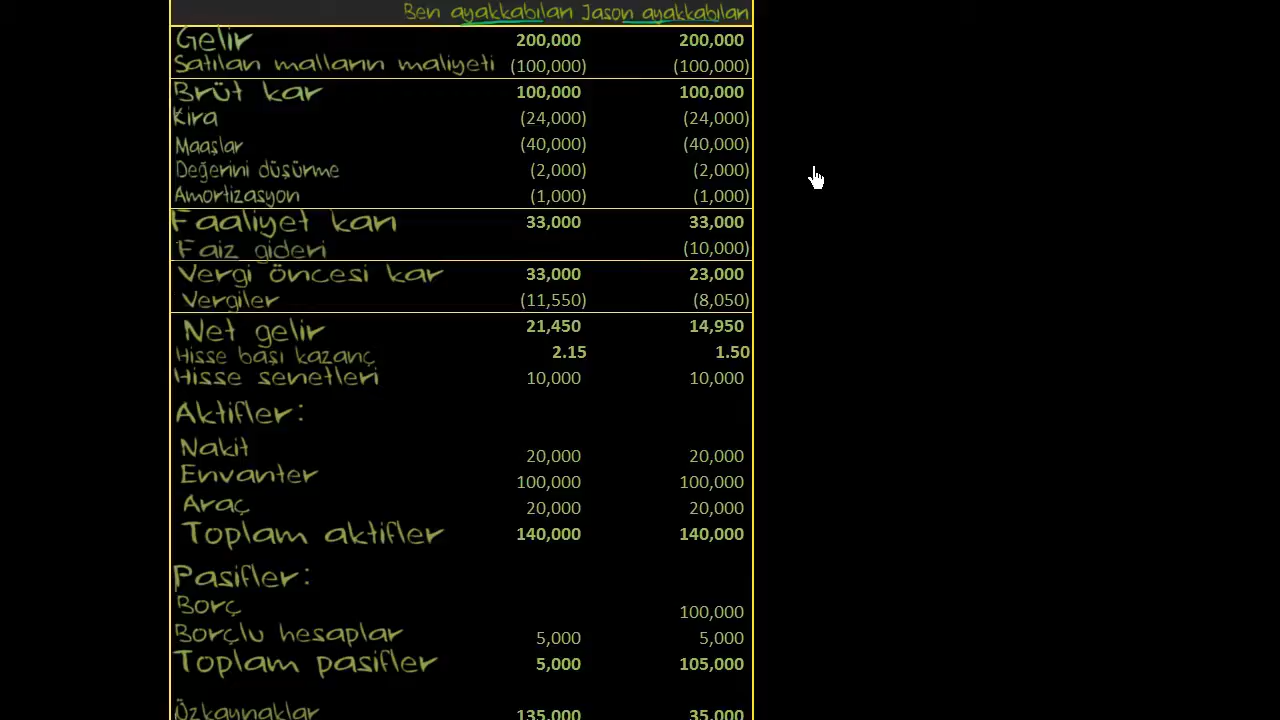 Ben ayakkabıları Jason ayakkabıları
Gelir 200,000 200,000
Satılan malların maliyeti (100,000) (100,000)
Brüt kar 100,000 100,000
Kira (24,000) (24,000)
Maaşlar (40,000) (40,000)
Değerini düşürme (2,000) (2,000)
Amortizasyon (1,000) (1,000)
Faaliyet karı 33,000 33,000
Faiz gideri (10,000)
Vergi öncesi kar 33,000 23,000
Vergiler (11,550) (8,050)
Net gelir 21,450 14,950
Hisse başı kazanç 2.15 1.50
Hisse senetleri 10,000 10,000
Aktifler:
Nakit 20,000 20,000
Envanter 100,000 100,000
Araç 20,000 20,000
Toplam aktifler 140,000 140,000
Pasifler:
Borç 100,000
Borçlu hesaplar 5,000 5,000
Toplam pasifler 5,000 105,000
Özkaynaklar 135,000 35,000